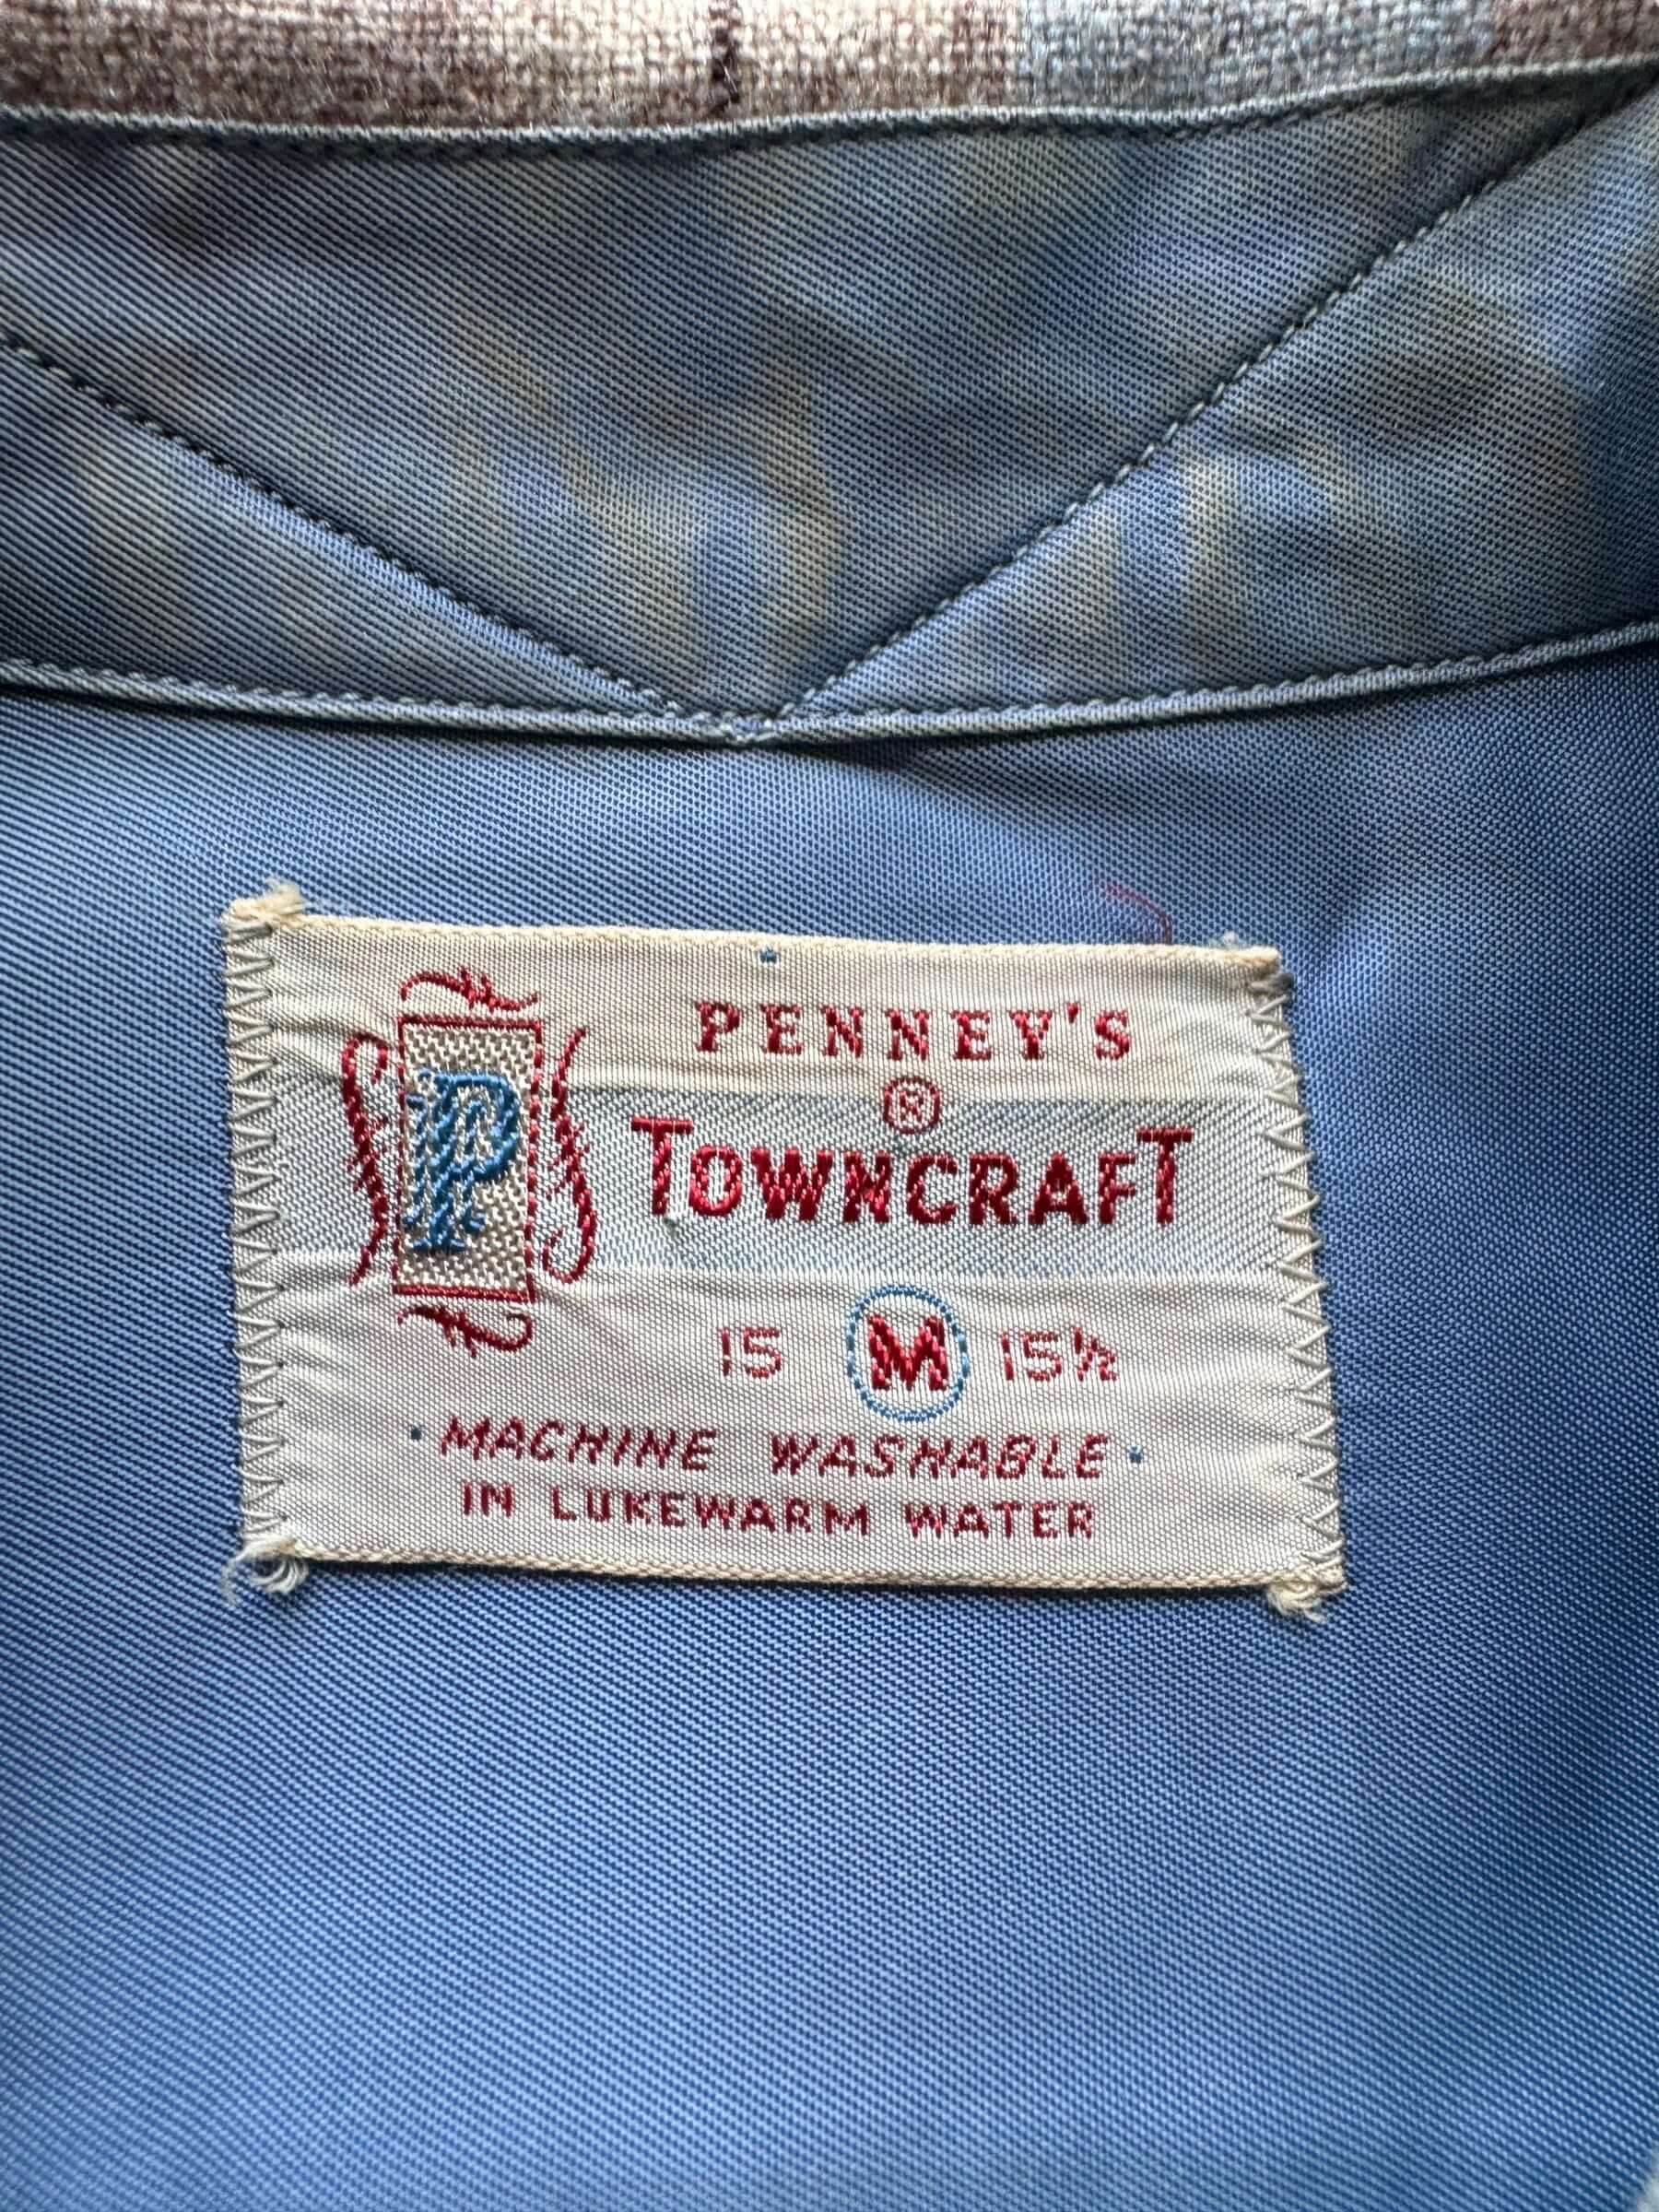 PENNEY'S
®
TOWNCRAFT
P
15 M 15½
·MACHINE WASHABLE·
IN LUKEWARM WATER